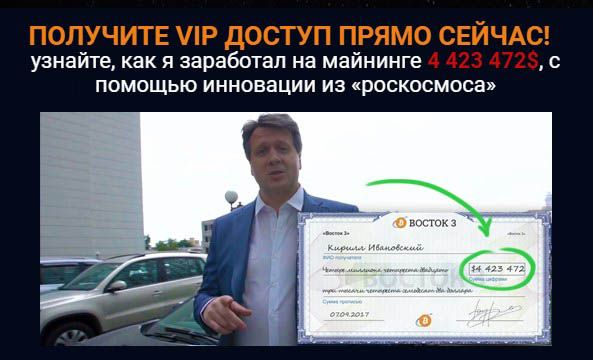 ПОЛУЧИТЕ VIP ДОСТУП ПРЯМО СЕЙЧАС!
узнайте, как я заработал на майнинге 4 423 472$, с
помощью инновации из «роскосмоса»
ВОСТОК 3
«Восток 3»
«Восток»
Кирилл Ивановский
ФИО получателя
Четыре миллиона четыреста двадцать
$4 423 472
Сумма цифрами
три тысячи четыреста семьдесят два доллара
Сумма прописью
07.09.2017